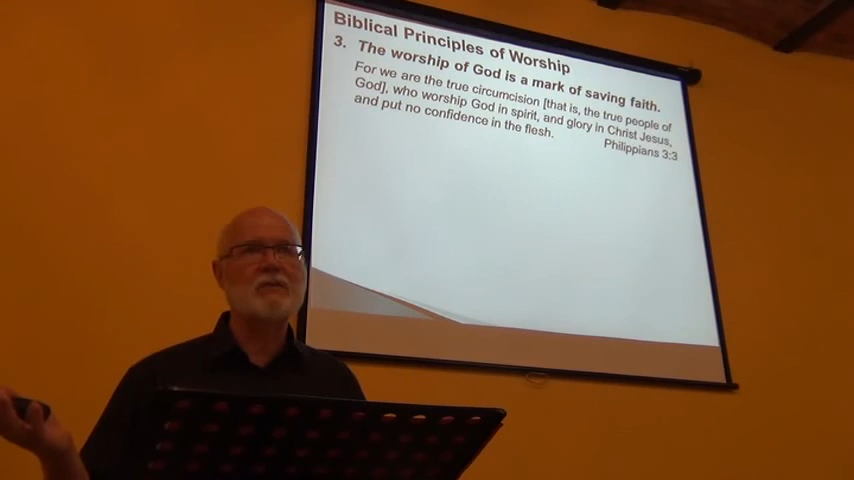 Biblical Principles of Worship
3. The worship of God is a mark of saving faith.
For we are the true circumcision [that is, the true people of
God], who worship God in spirit, and glory in Christ Jesus,
and put no confidence in the flesh.
Philippians 3:3